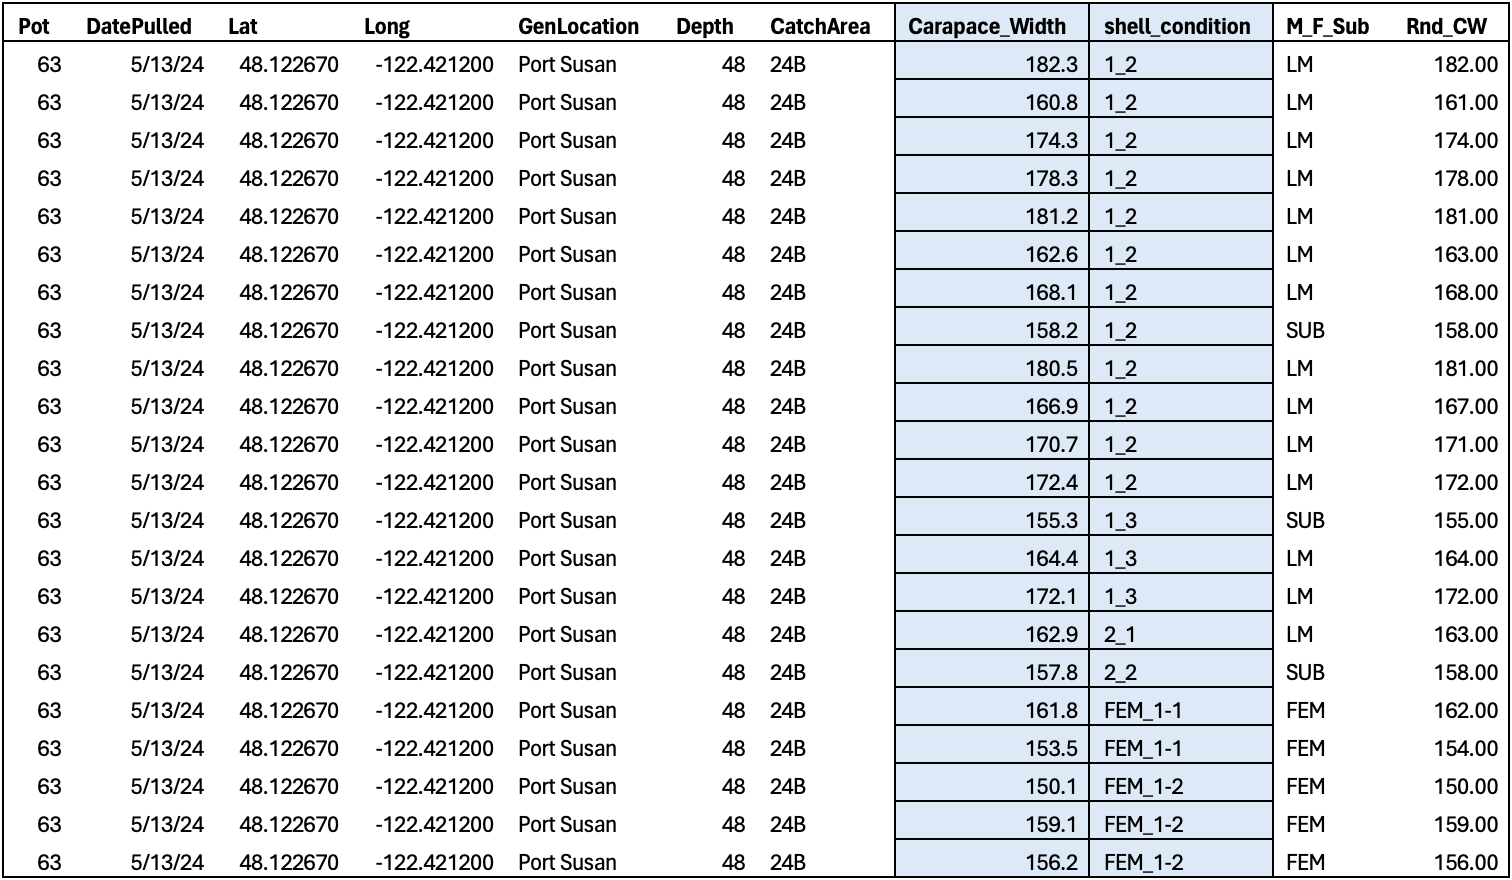 Pot DatePulled Lat Long GenLocation Depth CatchArea Carapace_Width shell_condition M_F_Sub Rnd_CW
63 5/13/24 48.122670 -122.421200 Port Susan 48 24B 182.3 1_2 LM 182.00
63 5/13/24 48.122670 -122.421200 Port Susan 48 24B 160.8 1_2 LM 161.00
63 5/13/24 48.122670 -122.421200 Port Susan 48 24B 174.3 1_2 LM 174.00
63 5/13/24 48.122670 -122.421200 Port Susan 48 24B 178.3 1_2 LM 178.00
63 5/13/24 48.122670 -122.421200 Port Susan 48 24B 181.2 1_2 LM 181.00
63 5/13/24 48.122670 -122.421200 Port Susan 48 24B 162.6 1_2 LM 163.00
63 5/13/24 48.122670 -122.421200 Port Susan 48 24B 168.1 1_2 LM 168.00
63 5/13/24 48.122670 -122.421200 Port Susan 48 24B 158.2 1_2 SUB 158.00
63 5/13/24 48.122670 -122.421200 Port Susan 48 24B 180.5 1_2 LM 181.00
63 5/13/24 48.122670 -122.421200 Port Susan 48 24B 166.9 1_2 LM 167.00
63 5/13/24 48.122670 -122.421200 Port Susan 48 24B 170.7 1_2 LM 171.00
63 5/13/24 48.122670 -122.421200 Port Susan 48 24B 172.4 1_2 LM 172.00
63 5/13/24 48.122670 -122.421200 Port Susan 48 24B 155.3 1_3 SUB 155.00
63 5/13/24 48.122670 -122.421200 Port Susan 48 24B 164.4 1_3 LM 164.00
63 5/13/24 48.122670 -122.421200 Port Susan 48 24B 172.1 1_3 LM 172.00
63 5/13/24 48.122670 -122.421200 Port Susan 48 24B 162.9 2_1 LM 163.00
63 5/13/24 48.122670 -122.421200 Port Susan 48 24B 157.8 2_2 SUB 158.00
63 5/13/24 48.122670 -122.421200 Port Susan 48 24B 161.8 FEM_1-1 FEM 162.00
63 5/13/24 48.122670 -122.421200 Port Susan 48 24B 153.5 FEM_1-1 FEM 154.00
63 5/13/24 48.122670 -122.421200 Port Susan 48 24B 150.1 FEM_1-2 FEM 150.00
63 5/13/24 48.122670 -122.421200 Port Susan 48 24B 159.1 FEM_1-2 FEM 159.00
63 5/13/24 48.122670 -122.421200 Port Susan 48 24B 156.2 FEM_1-2 FEM 156.00